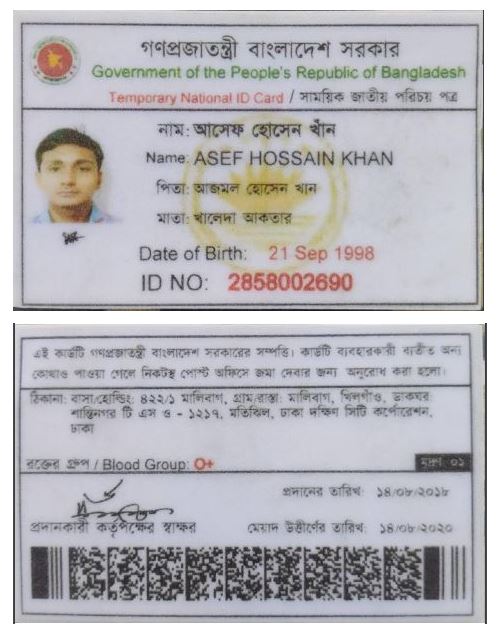 গণপ্রজাতন্ত্রী বাংলাদেশ সরকার
Government of the People's Republic of Bangladesh
Temporary National ID Card / সাময়িক জাতীয় পরিচয় পত্র
নাম: আসেফ হোসেন খাঁন
Name: ASEF HOSSAIN KHAN
পিতা: আজমল হোসেন খান
মাতা: খালেদা আকতার
Date of Birth: 21 Sep 1998
ID NO: 2858002690
এই কার্ডটি গণপ্রজাতন্ত্রী বাংলাদেশ সরকারের সম্পত্তি। কার্ডটি ব্যবহারকারী ব্যতীত অন্য
কোথাও পাওয়া গেলে নিকটস্থ পোস্ট অফিসে জমা দেবার জন্য অনুরোধ করা হলো।
ঠিকানা: বাসা/হোল্ডিং: ৪২২/১ মালিবাগ, গ্রাম/রাস্তা: মালিবাগ, খিলগাঁও, ডাকঘর:
শান্তিনগর টি এস ও - ১২১৭, মতিঝিল, ঢাকা দক্ষিণ সিটি কর্পোরেশন,
ঢাকা
রক্তের গ্রুপ / Blood Group: O+ মুদ্রণ: ০১
প্রদানকারী কর্তৃপক্ষের স্বাক্ষর
প্রদানের তারিখ: ১৪/০৮/২০১৮
মেয়াদ উত্তীর্ণের তারিখ: ১৪/০৮/২০২০